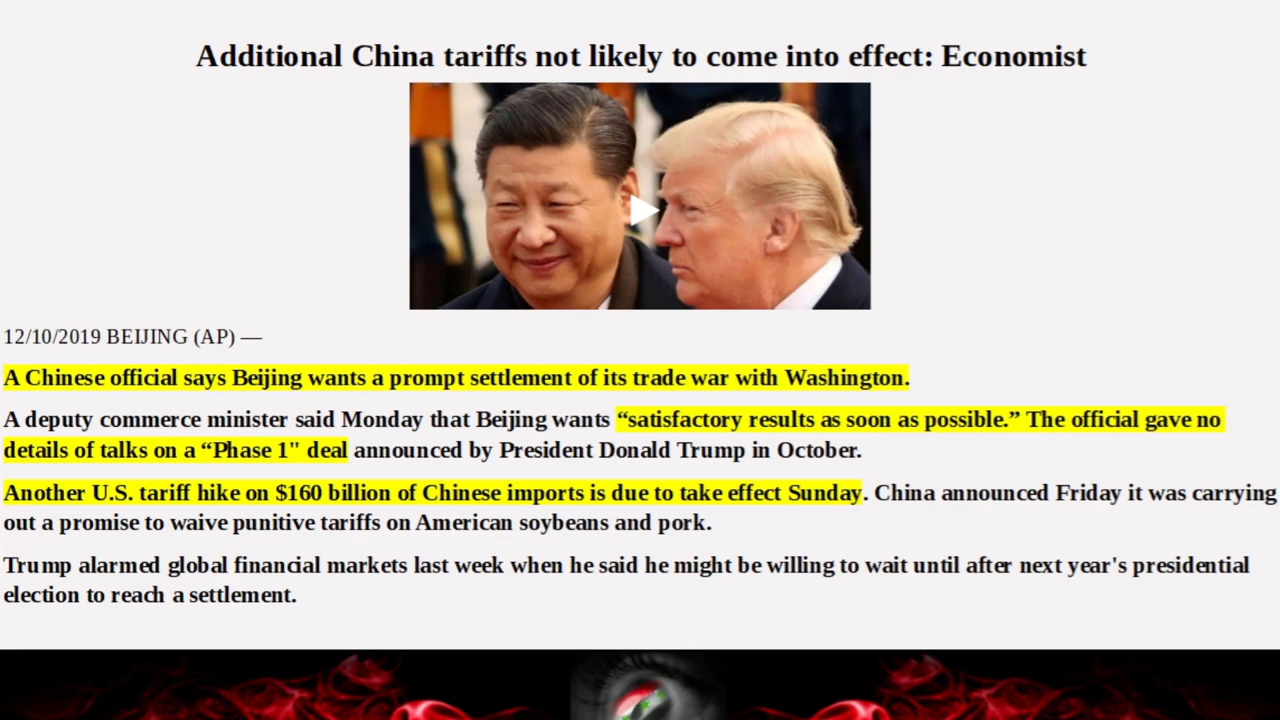 Additional China tariffs not likely to come into effect: Economist
12/10/2019 BEIJING (AP) —
A Chinese official says Beijing wants a prompt settlement of its trade war with Washington.
A deputy commerce minister said Monday that Beijing wants “satisfactory results as soon as possible.” The official gave no
details of talks on a “Phase 1" deal announced by President Donald Trump in October.
Another U.S. tariff hike on $160 billion of Chinese imports is due to take effect Sunday. China announced Friday it was carrying
out a promise to waive punitive tariffs on American soybeans and pork.
Trump alarmed global financial markets last week when he said he might be willing to wait until after next year's presidential
election to reach a settlement.